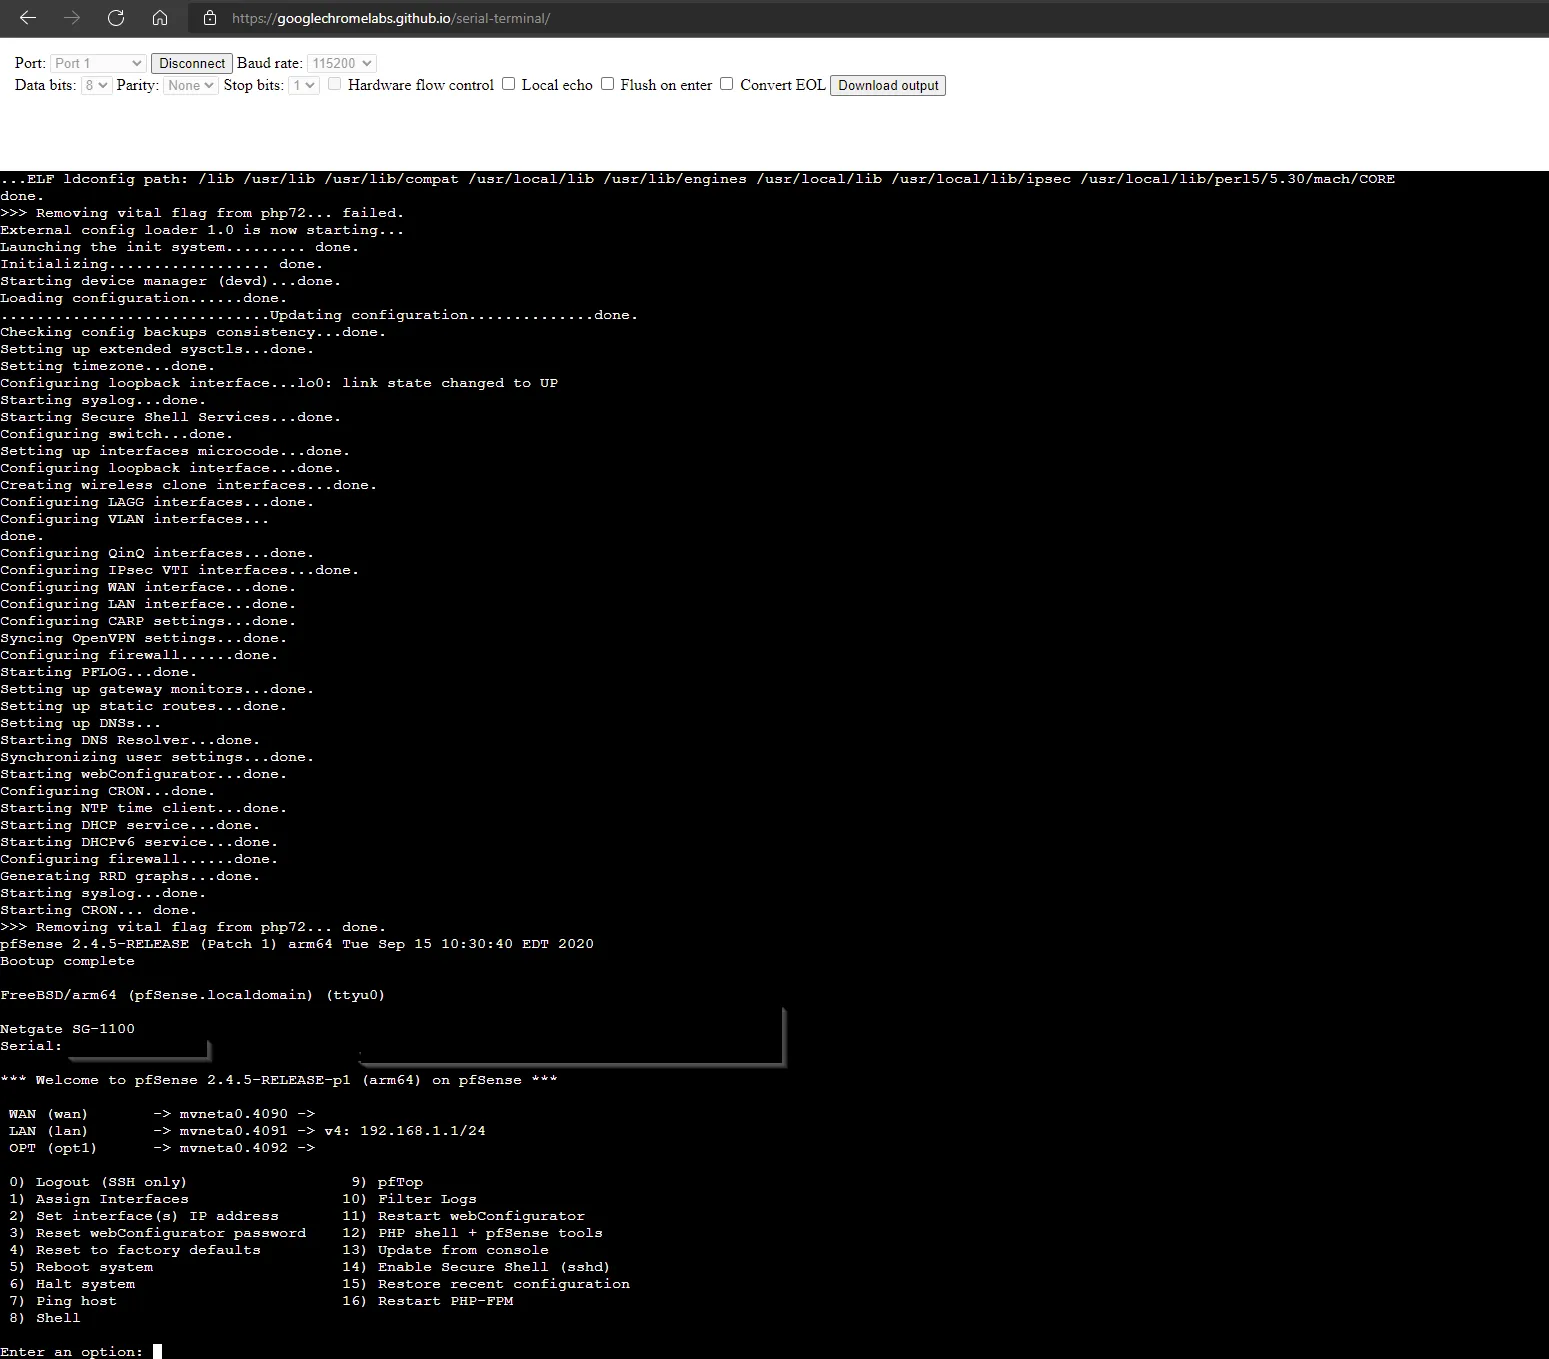 https://googlechromelabs.github.io/serial-terminal/
Port: Port 1 Disconnect Baud rate: 115200
Data bits: 8 Parity: None Stop bits: 1 Hardware flow control Local echo Flush on enter Convert EOL Download output
...ELF ldconfig path: /lib /usr/lib /usr/lib/compat /usr/local/lib /usr/lib/engines /usr/local/lib /usr/local/lib/ipsec /usr/local/lib/perl5/5.30/mach/CORE
done.
>>> Removing vital flag from php72... failed.
External config loader 1.0 is now starting...
Launching the init system......... done.
Initializing.................. done.
Starting device manager (devd)...done.
Loading configuration......done.
..............................Updating configuration..............done.
Checking config backups consistency...done.
Setting up extended sysctls...done.
Setting timezone...done.
Configuring loopback interface...lo0: link state changed to UP
Starting syslog...done.
Starting Secure Shell Services...done.
Configuring switch...done.
Setting up interfaces microcode...done.
Configuring loopback interface...done.
Creating wireless clone interfaces...done.
Configuring LAGG interfaces...done.
Configuring VLAN interfaces...
done.
Configuring QinQ interfaces...done.
Configuring IPsec VTI interfaces...done.
Configuring WAN interface...done.
Configuring LAN interface...done.
Configuring CARP settings...done.
Syncing OpenVPN settings...done.
Configuring firewall......done.
Starting PFLOG...done.
Setting up gateway monitors...done.
Setting up static routes...done.
Setting up DNSs...
Starting DNS Resolver...done.
Synchronizing user settings...done.
Starting webConfigurator...done.
Configuring CRON...done.
Starting NTP time client...done.
Starting DHCP service...done.
Starting DHCPv6 service...done.
Configuring firewall......done.
Generating RRD graphs...done.
Starting syslog...done.
Starting CRON... done.
>>> Removing vital flag from php72... done.
pfSense 2.4.5-RELEASE (Patch 1) arm64 Tue Sep 15 10:30:40 EDT 2020
Bootup complete
FreeBSD/arm64 (pfSense.localdomain) (ttyu0)
Netgate SG-1100
Serial:
*** Welcome to pfSense 2.4.5-RELEASE-p1 (arm64) on pfSense ***
WAN (wan) -> mvneta0.4090 ->
LAN (lan) -> mvneta0.4091 -> v4: 192.168.1.1/24
OPT (opt1) -> mvneta0.4092 ->
0) Logout (SSH only) 9) pfTop
1) Assign Interfaces 10) Filter Logs
2) Set interface(s) IP address 11) Restart webConfigurator
3) Reset webConfigurator password 12) PHP shell + pfSense tools
4) Reset to factory defaults 13) Update from console
5) Reboot system 14) Enable Secure Shell (sshd)
6) Halt system 15) Restore recent configuration
7) Ping host 16) Restart PHP-FPM
8) Shell
Enter an option: